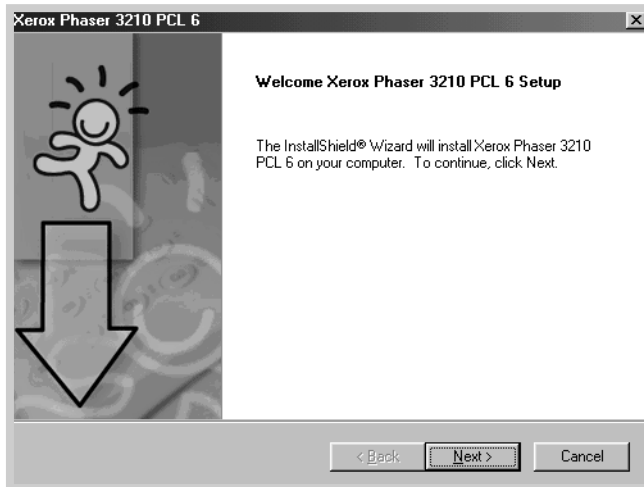 Xerox Phaser 3210 PCL 6
Welcome Xerox Phaser 3210 PCL 6 Setup
The InstallShield® Wizard will install Xerox Phaser 3210
PCL 6 on your computer. To continue, click Next.
< Back Next > Cancel